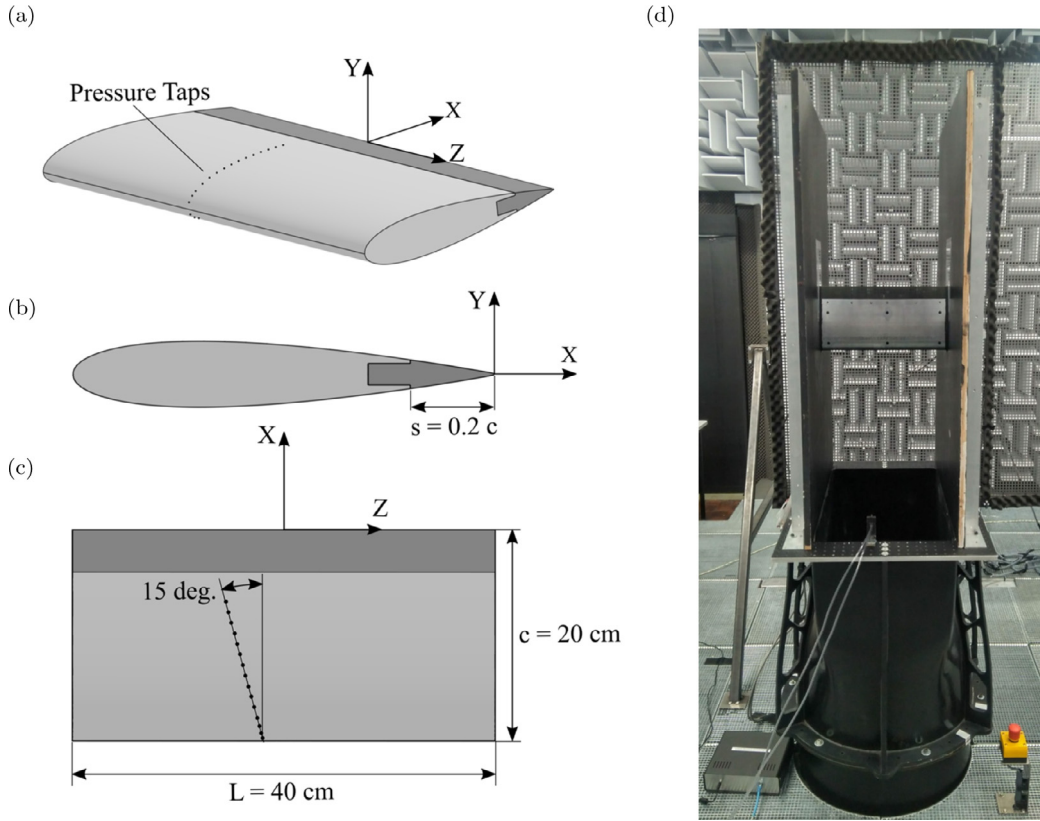 (a)
Pressure Taps
Y
X
Z
(b)
Y
X
s = 0.2 c
(c)
X
Z
15 deg.
c = 20 cm
L = 40 cm
(d)